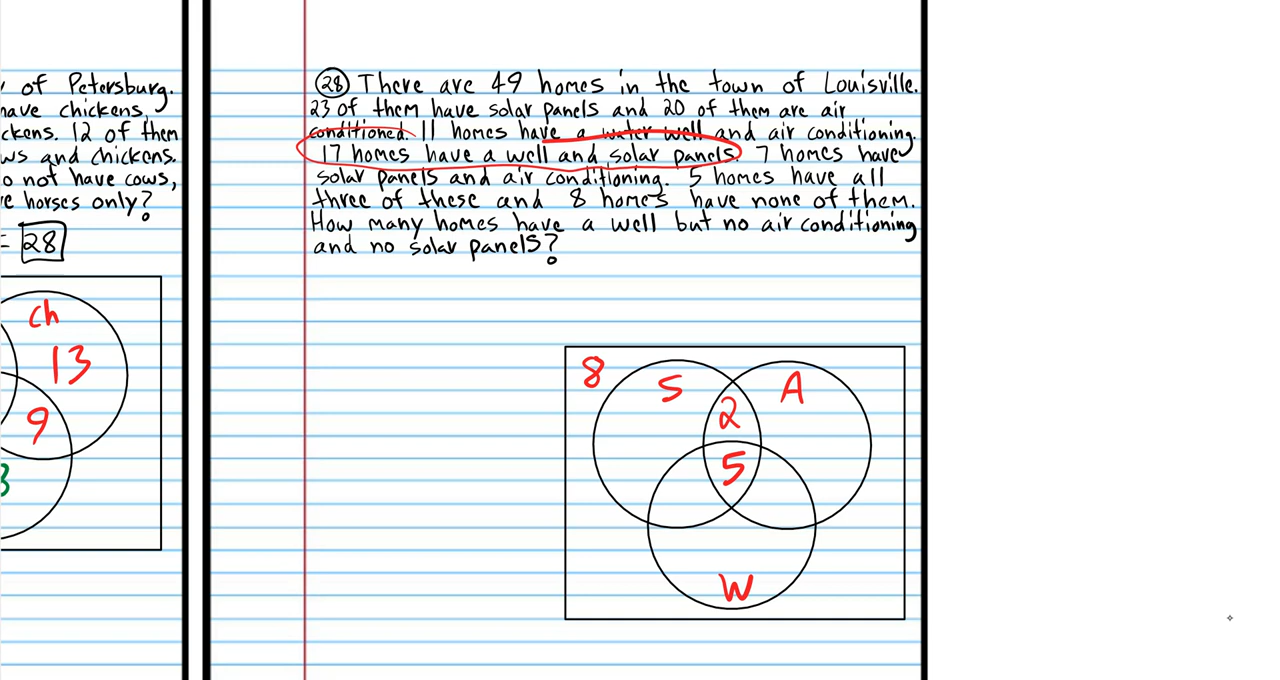 of Petersburg.
have chickens,
ckens. 12 of them
ws and chickens.
o not have cows,
e horses only?
= 28
ch
13
9
3
28 There are 49 homes in the town of Louisville.
23 of them have solar panels and 20 of them are air
conditioned. 11 homes have a water well and air conditioning.
17 homes have a well and solar panels. 7 homes have
solar panels and air conditioning. 5 homes have all
three of these and 8 homes have none of them.
How many homes have a well but no air conditioning
and no solar panels?
8 S A
2
5
W